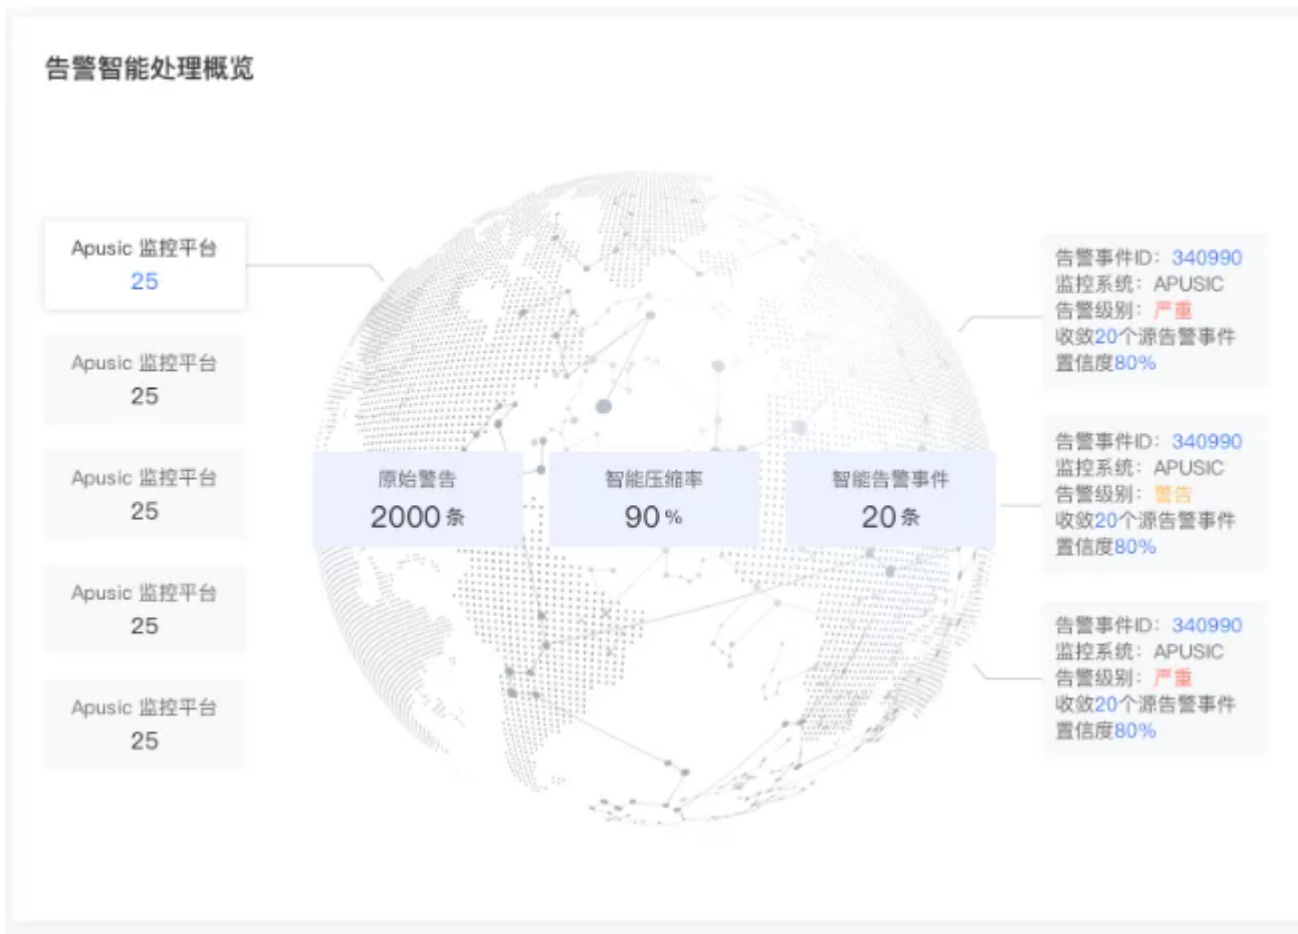 告警智能处理概览
Apusic 监控平台
25
Apusic 监控平台
25
Apusic 监控平台
25
Apusic 监控平台
25
Apusic 监控平台
25
原始警告
2000 条
智能压缩率
90 %
智能告警事件
20 条
告警事件ID：340990
监控系统：APUSIC
告警级别：严重
收敛20个源告警事件
置信度80%
告警事件ID：340990
监控系统：APUSIC
告警级别：警告
收敛20个源告警事件
置信度80%
告警事件ID：340990
监控系统：APUSIC
告警级别：严重
收敛20个源告警事件
置信度80%